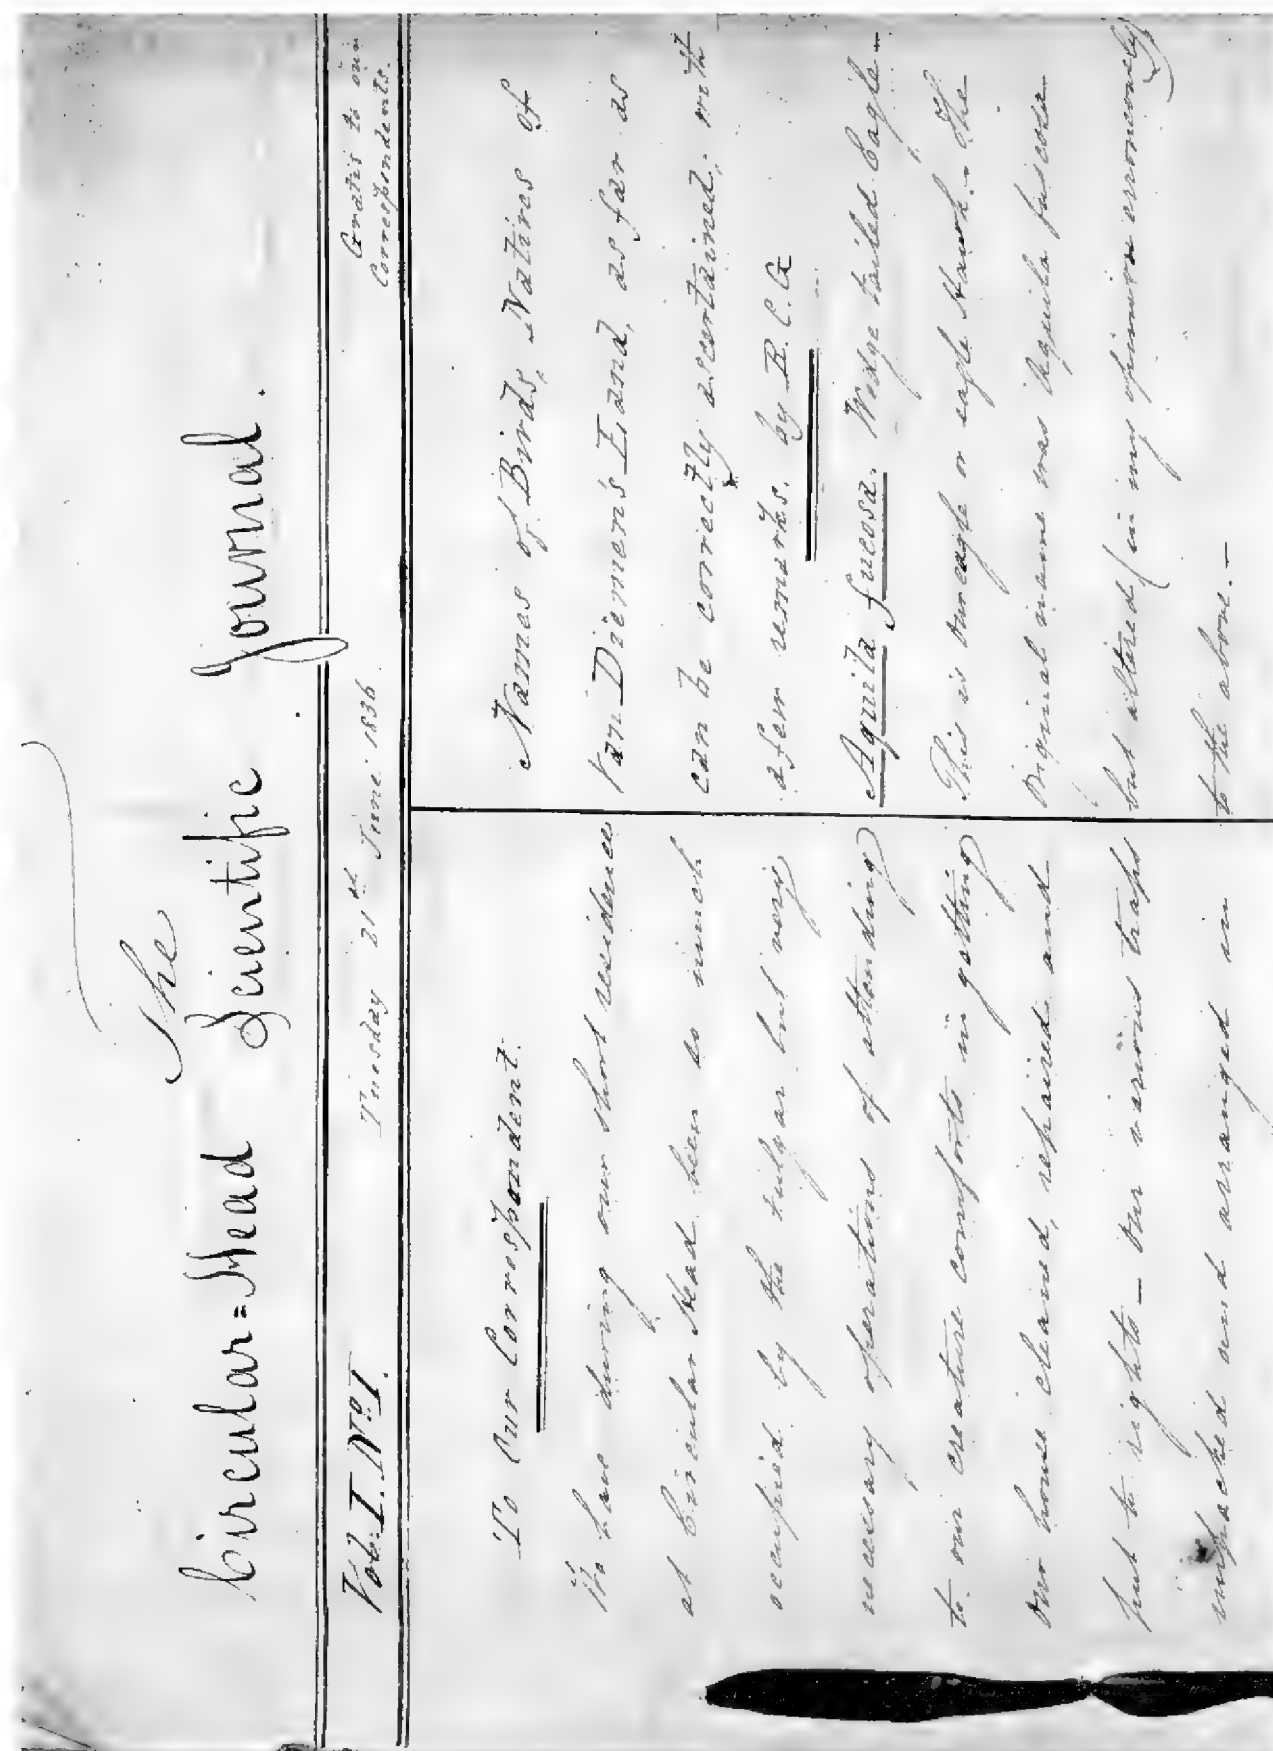 The
Circular=Head Scientific Journal.
Vol: I. No. I.
Tuesday 21st June 1836
Gratis to our
Correspondents.
To Our Correspondent.
We have during our short residence
at Circular Head been so much
occupied by the vulgar but very
necessary operations of attending
to our creature comforts in getting
our house cleaned, repaired and
put to rights – our various traps
unpacked and arranged in
Names of Birds, Natives of
Van Diemen's Land, as far as
can be correctly ascertained, with
a few remarks, by
Aquila fucosa. Wedge tailed Eagle –
This is our eagle or eagle Hawk – the
original name was Aquila fuscosa
but altered (in my opinion erroneously)
to the above. –